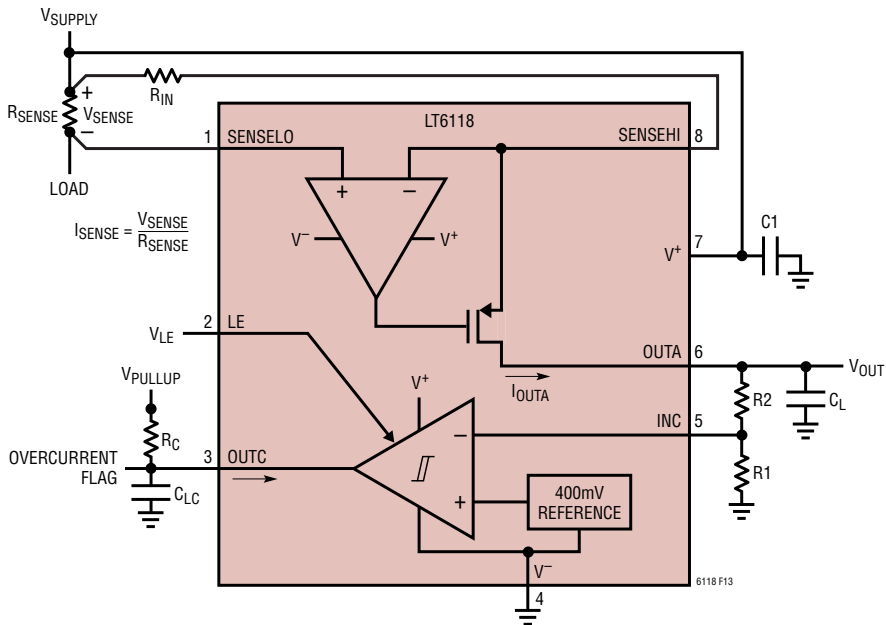 VSUPPLY
RIN
+
VSENSE
–
RSENSE
LOAD
ISENSE = VSENSE
RSENSE
LT6118
1 SENSELO
SENSEHI 8
+ –
V– V+
C1
V+ 7
2 LE
VLE
OUTA 6
VOUT
IOUTA
VPULLUP
V+
R2
CL
INC 5
RC
–
R1
OVERCURRENT
FLAG
3 OUTC
CLC
+
400mV
REFERENCE
V–
4
6118 F13